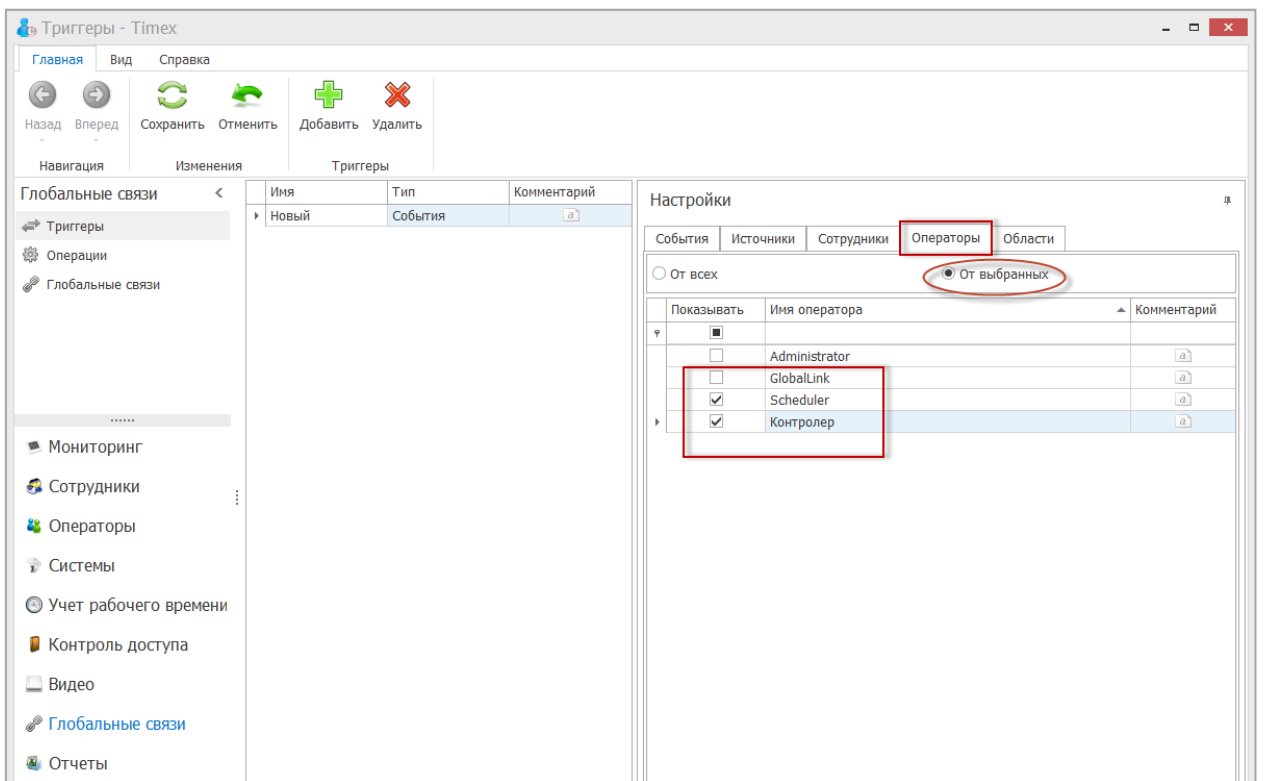 Триггеры - Timex
Главная Вид Справка
Назад Вперед Сохранить Отменить Добавить Удалить
Навигация Изменения Триггеры
Глобальные связи
Триггеры
Операции
Глобальные связи
Мониторинг
Сотрудники
Операторы
Системы
Учет рабочего времени
Контроль доступа
Видео
Глобальные связи
Отчеты
Имя Тип Комментарий
Новый События
Настройки
События Источники Сотрудники Операторы Области
От всех От выбранных
Показывать Имя оператора Комментарий
Administrator
GlobalLink
Scheduler
Контролер